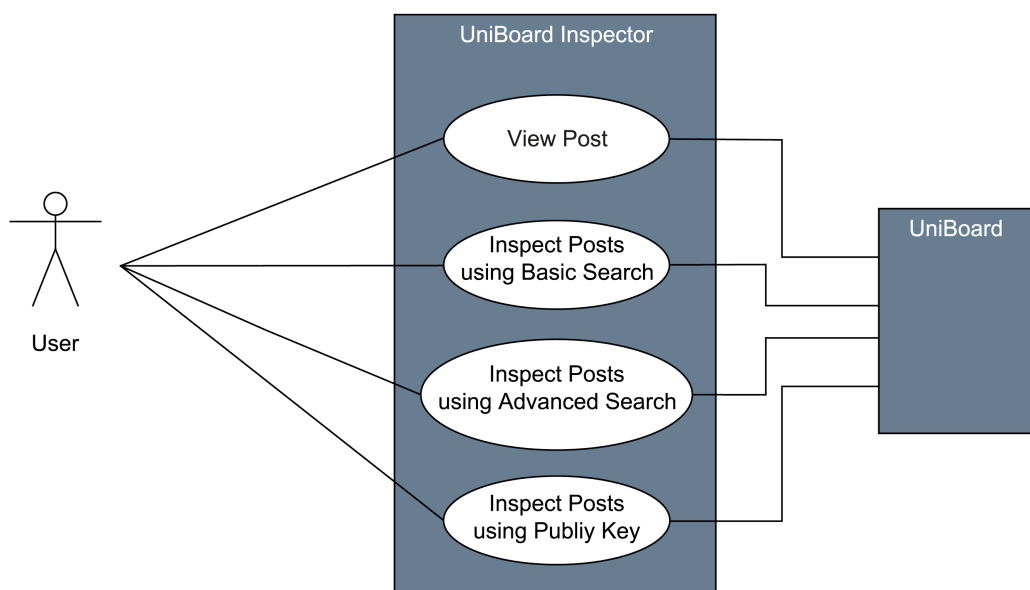 UniBoard Inspector
View Post
Inspect Posts
using Basic Search
UniBoard
User
Inspect Posts
using Advanced Search
Inspect Posts
using Publiy Key